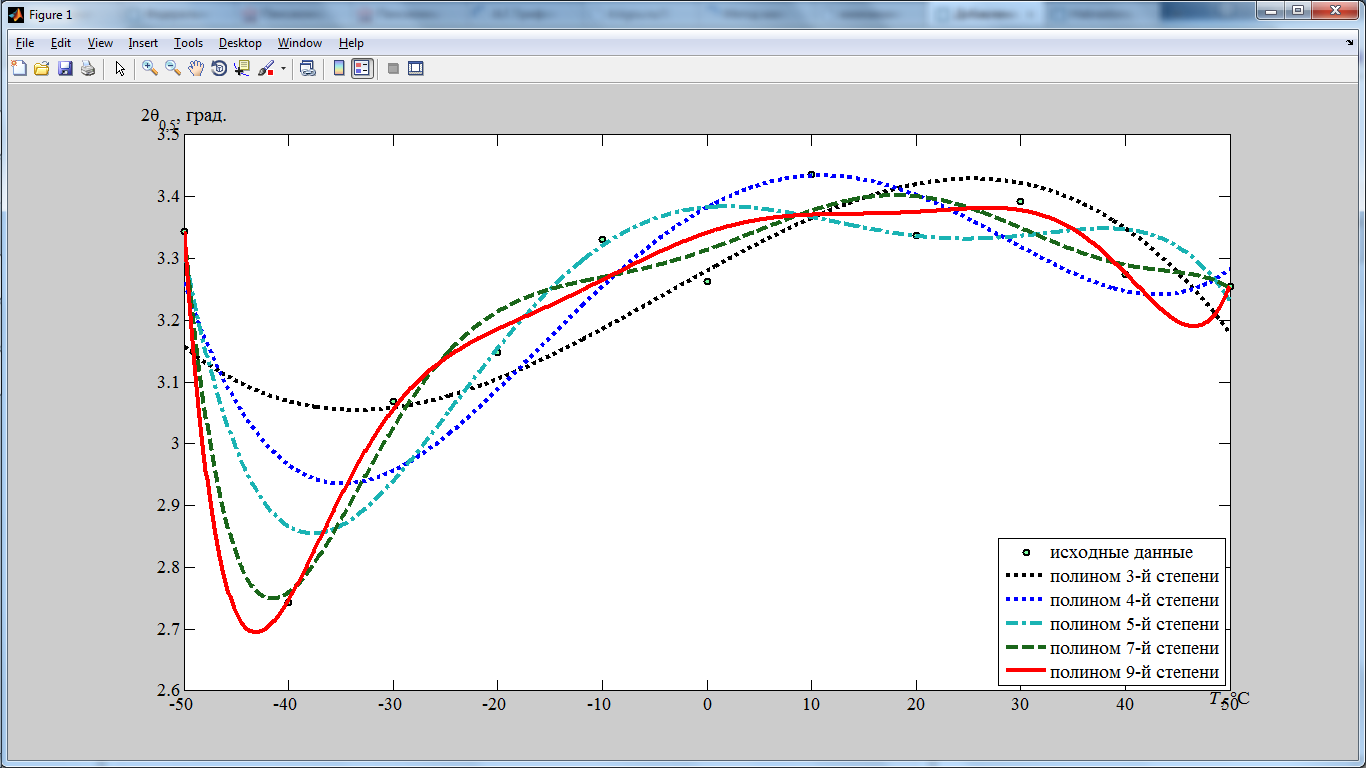 Figure 1
File Edit View Insert Tools Desktop Window Help
2θ0,5, град.
3.5
3.4
3.3
3.2
3.1
3
2.9
2.8
2.7
2.6
-50 -40 -30 -20 -10 0 10 20 30 40 50
T, °C
исходные данные
полином 3-й степени
полином 4-й степени
полином 5-й степени
полином 7-й степени
полином 9-й степени